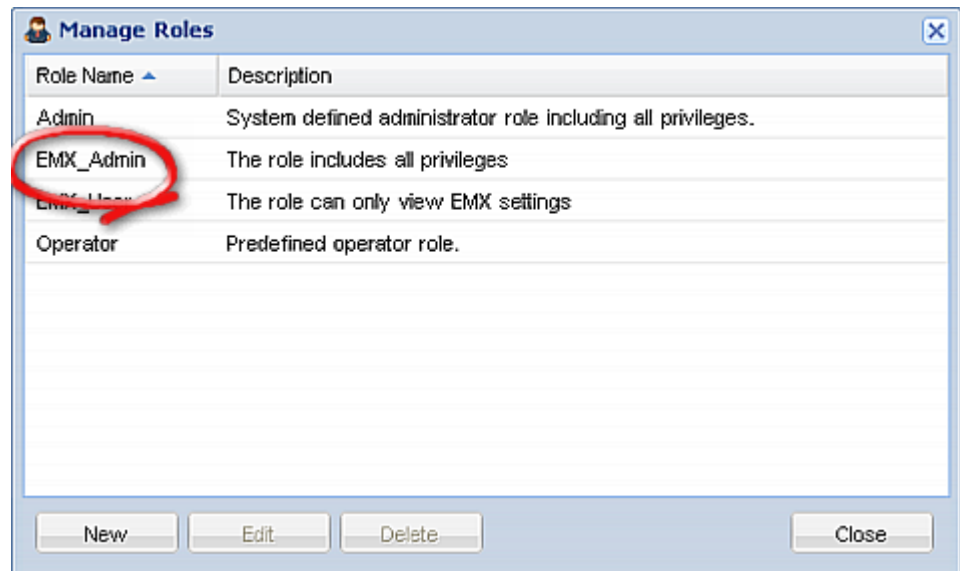 Manage Roles
Role Name Description
Admin System defined administrator role including all privileges.
EMX_Admin The role includes all privileges
EMX_User The role can only view EMX settings
Operator Predefined operator role.
New Edit Delete Close